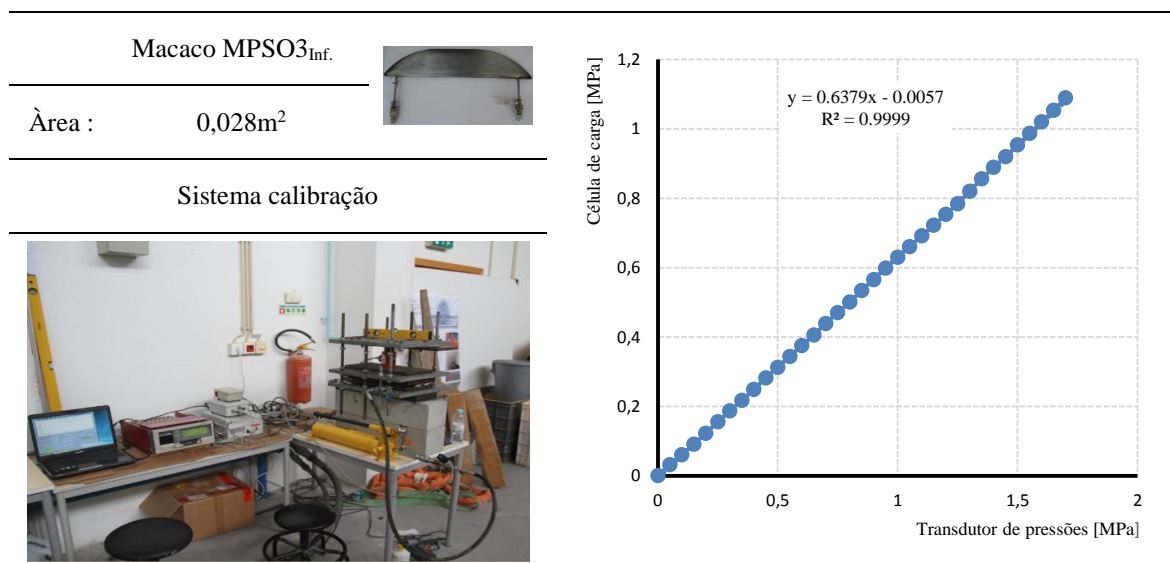 Macaco MPSO3Inf.
Àrea : 0,028m²
Sistema calibração
Célula de carga [MPa]
1,2
1
0,8
0,6
0,4
0,2
0
y = 0.6379x - 0.0057
R² = 0.9999
0
0,5
1
1,5
2
Transdutor de pressões [MPa]